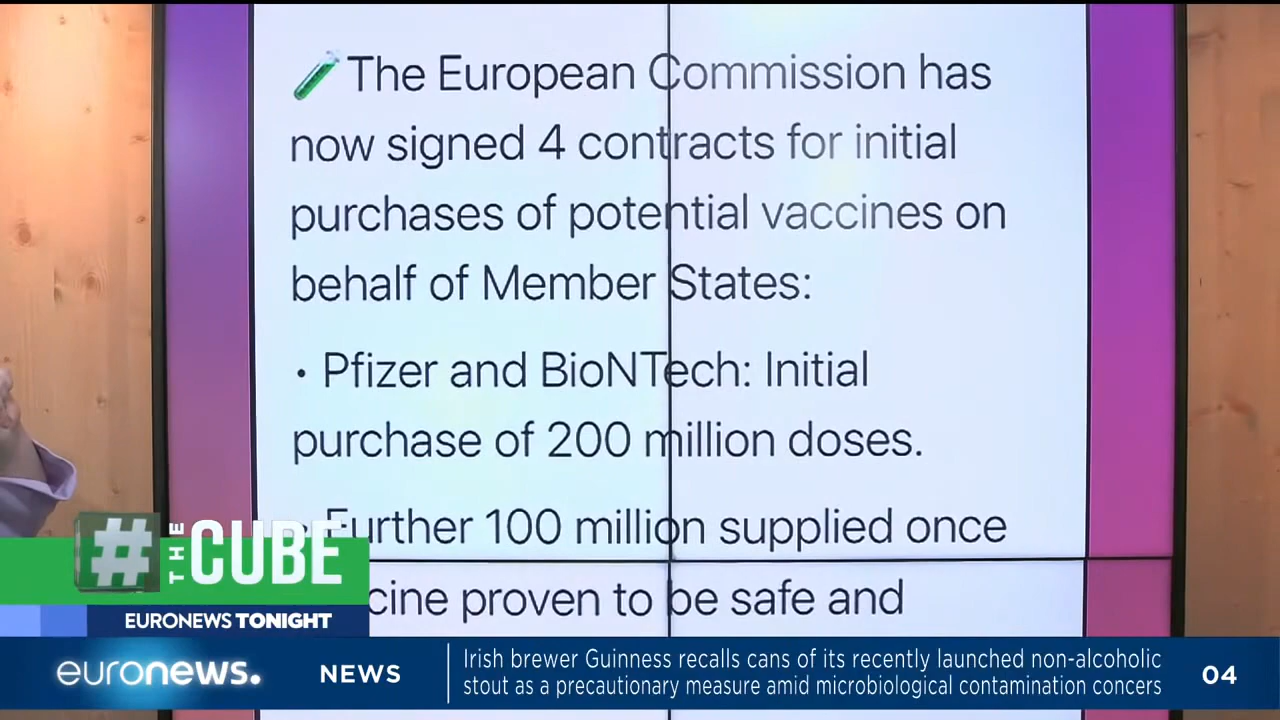 The European Commission has
now signed 4 contracts for initial
purchases of potential vaccines on
behalf of Member States:
• Pfizer and BioNTech: Initial
purchase of 200 million doses.
• Further 100 million supplied once
cine proven to be safe and
# THE CUBE
EURONEWS TONIGHT
euronews.
NEWS
Irish brewer Guinness recalls cans of its recently launched non-alcoholic
stout as a precautionary measure amid microbiological contamination concers
04